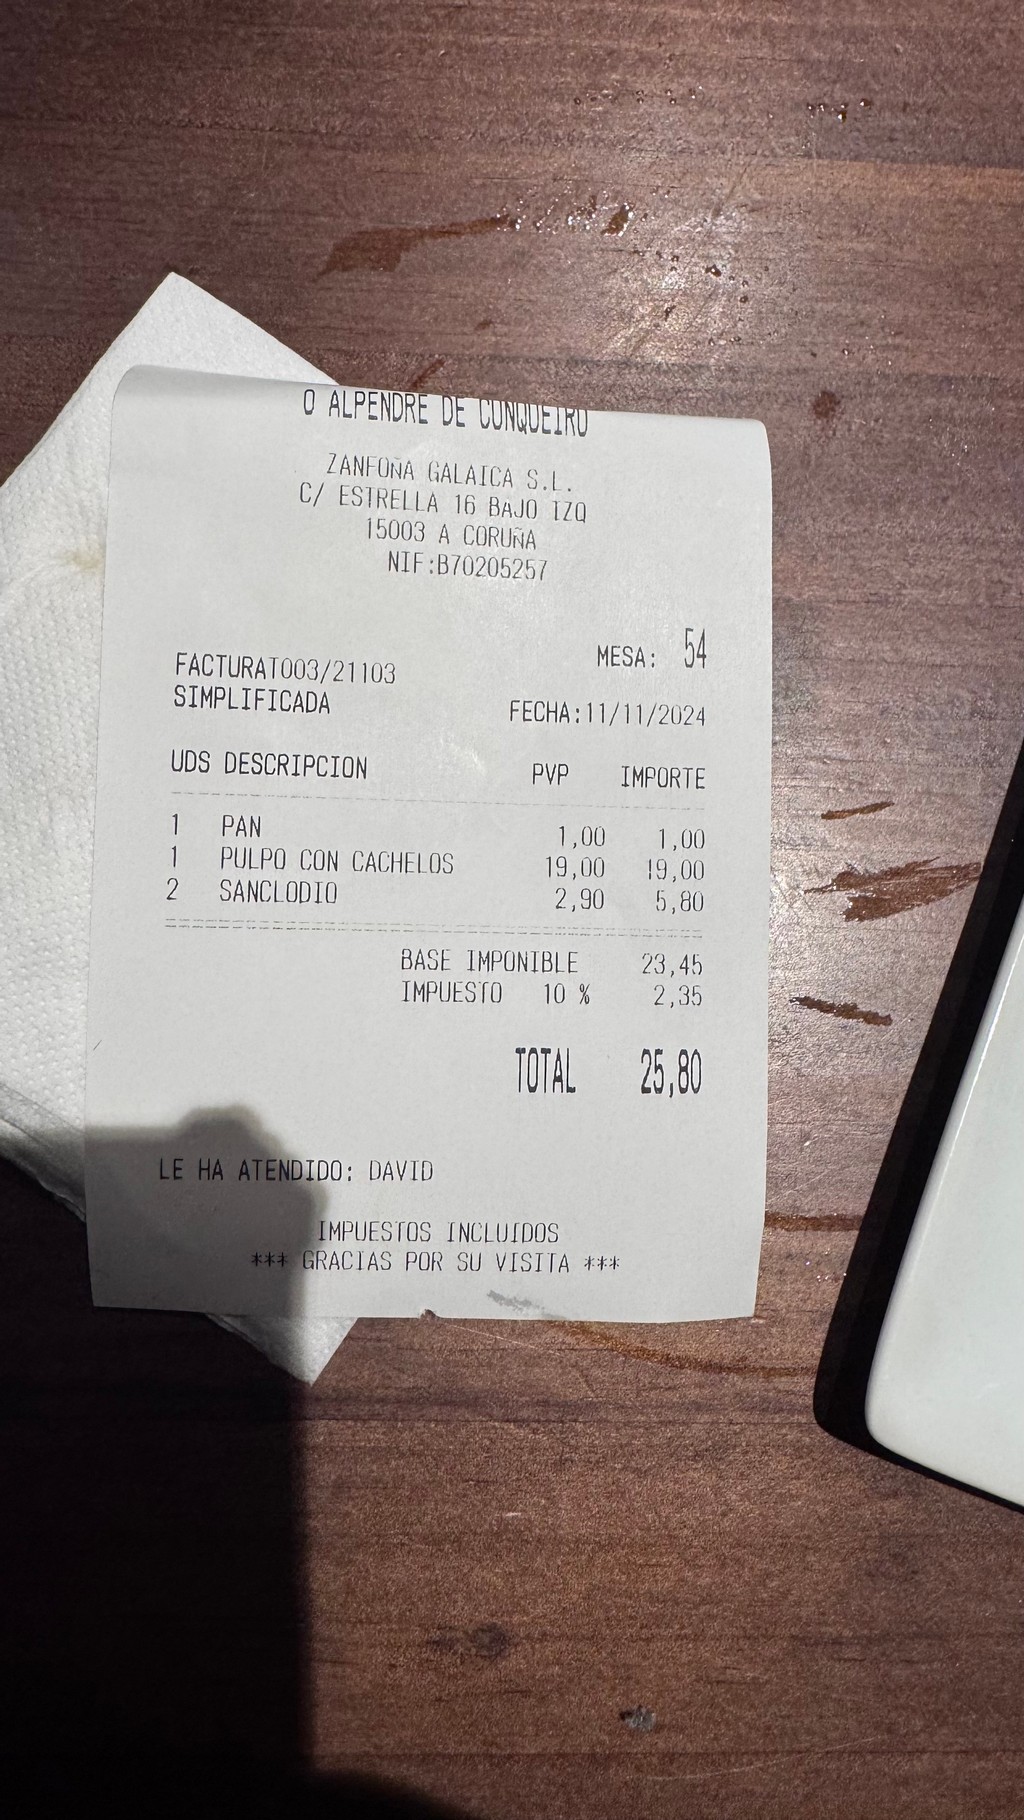 O ALPENDRE DE CUNQUEIRO
ZANFOÑA GALAICA S.L.
C/ ESTRELLA 16 BAJO IZQ
15003 A CORUÑA
NIF:B70205257
MESA: 54
FACTURAT003/21103
SIMPLIFICADA
FECHA:11/11/2024
UDS DESCRIPCION PVP IMPORTE
1 PAN 1,00 1,00
1 PULPO CON CACHELOS 19,00 19,00
2 SANCLODIO 2,90 5,80
BASE IMPONIBLE 23,45
IMPUESTO 10 % 2,35
TOTAL 25,80
LE HA ATENDIDO: DAVID
IMPUESTOS INCLUIDOS
*** GRACIAS POR SU VISITA ***